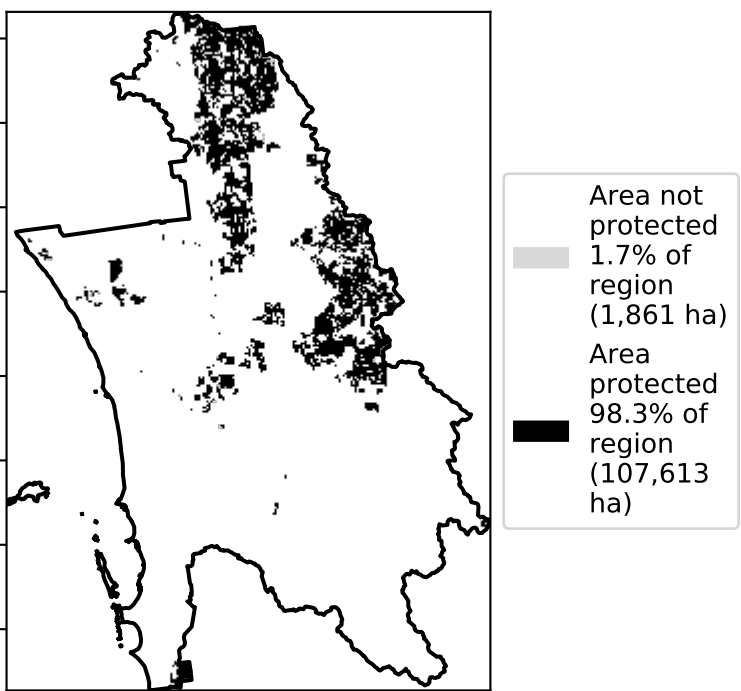 Area not
protected
1.7% of
region
(1,861 ha)
Area
protected
98.3% of
region
(107,613
ha)